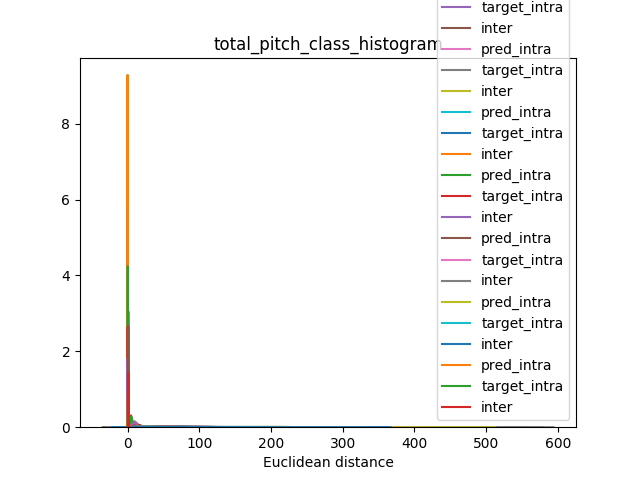 target_intra
inter
total_pitch_class_histogram
pred_intra
target_intra
inter
pred_intra
target_intra
inter
pred_intra
target_intra
inter
pred_intra
target_intra
inter
pred_intra
target_intra
inter
pred_intra
target_intra
inter
8
6
4
2
0
0
100
200
300
400
500
600
Euclidean distance